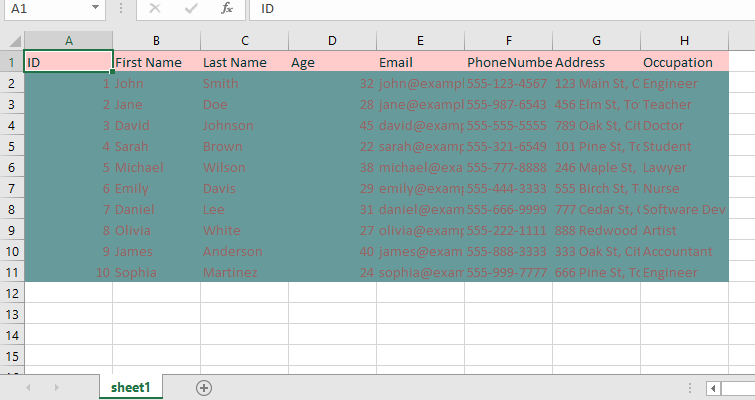 A1 fx ID
A B C D E F G H
1 ID First Name Last Name Age Email PhoneNumbe Address Occupation
2 1 John Smith 32 john@exampl 555-123-4567 123 Main St, C Engineer
3 2 Jane Doe 28 jane@exampl 555-987-6543 456 Elm St, To Teacher
4 3 David Johnson 45 david@examp 555-555-5555 789 Oak St, Cit Doctor
5 4 Sarah Brown 22 sarah@examp 555-321-6549 101 Pine St, To Student
6 5 Michael Wilson 38 michael@exa 555-777-8888 246 Maple St, Lawyer
7 6 Emily Davis 29 emily@examp 555-444-3333 555 Birch St, T Nurse
8 7 Daniel Lee 31 daniel@exam 555-666-9999 777 Cedar St, Software Dev
9 8 Olivia White 27 olivia@examp 555-222-1111 888 Redwood Artist
10 9 James Anderson 40 james@exam 555-888-3333 333 Oak St, Cit Accountant
11 10 Sophia Martinez 24 sophia@exam 555-999-7777 666 Pine St, To Engineer
12
13
14
15
sheet1